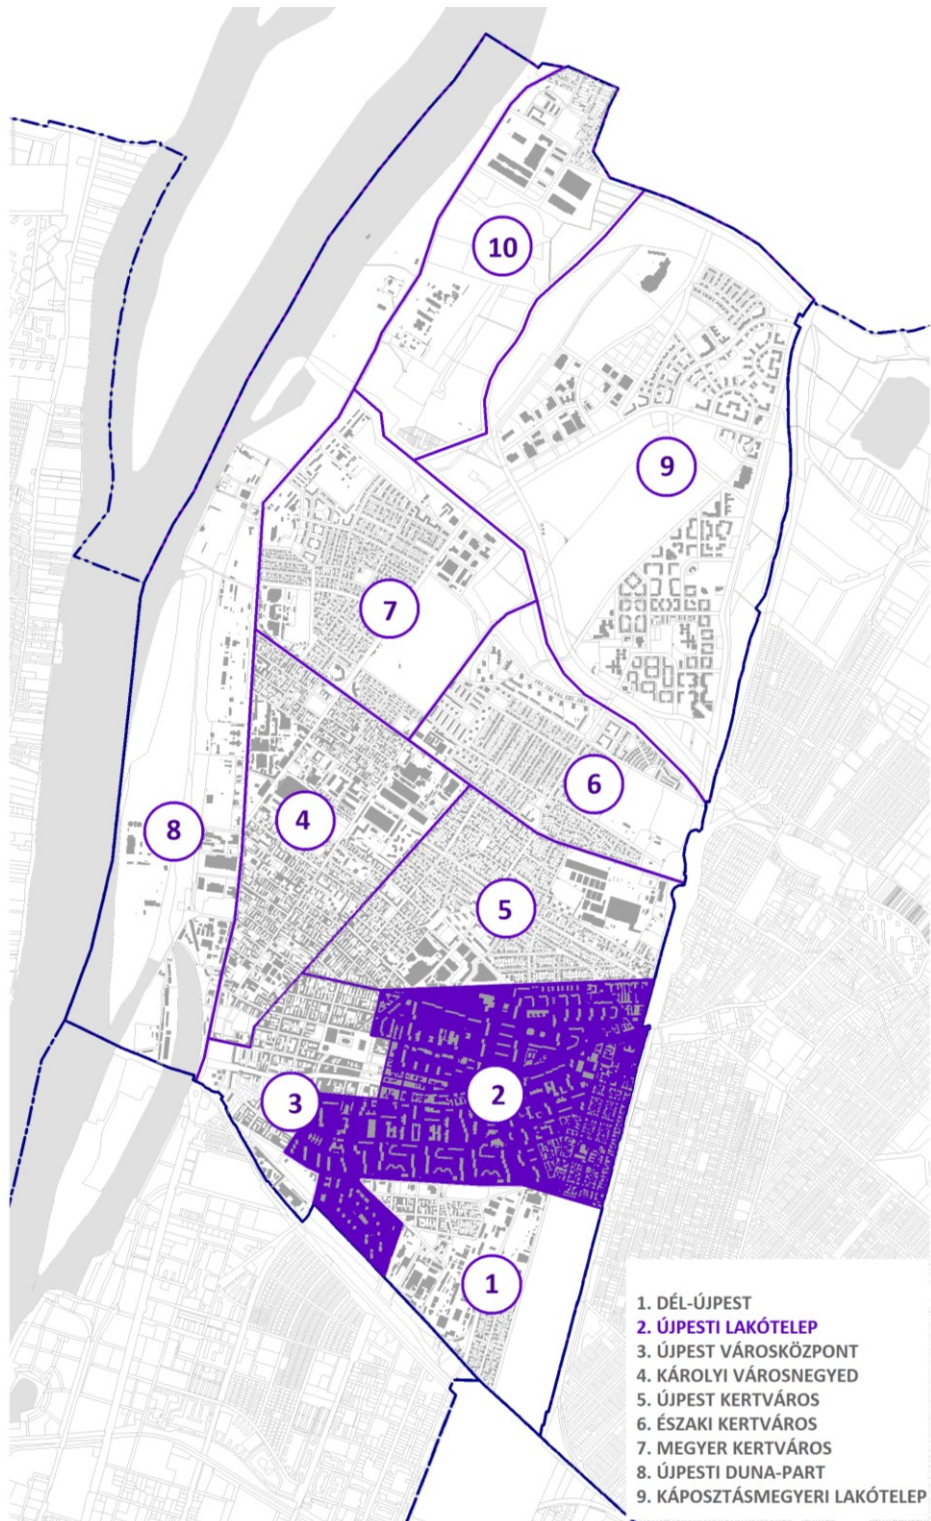 10
9
7
6
4
8
5
2
3
1
1. DÉL-ÚJPEST
2. ÚJPESTI LAKÓTELEP
3. ÚJPEST VÁROSKÖZPONT
4. KÁROLYI VÁROSNEGYED
5. ÚJPEST KERTVÁROS
6. ÉSZAKI KERTVÁROS
7. MEGYER KERTVÁROS
8. ÚJPESTI DUNA-PART
9. KÁPOSZTÁSMEGYERI LAKÓTELEP